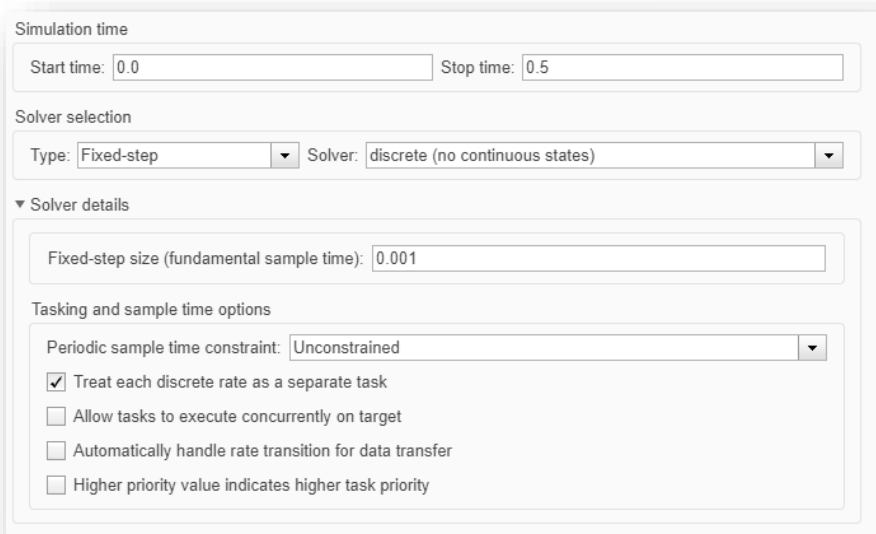 Simulation time
Start time: 0.0 Stop time: 0.5
Solver selection
Type: Fixed-step Solver: discrete (no continuous states)
Solver details
Fixed-step size (fundamental sample time): 0.001
Tasking and sample time options
Periodic sample time constraint: Unconstrained
Treat each discrete rate as a separate task
Allow tasks to execute concurrently on target
Automatically handle rate transition for data transfer
Higher priority value indicates higher task priority